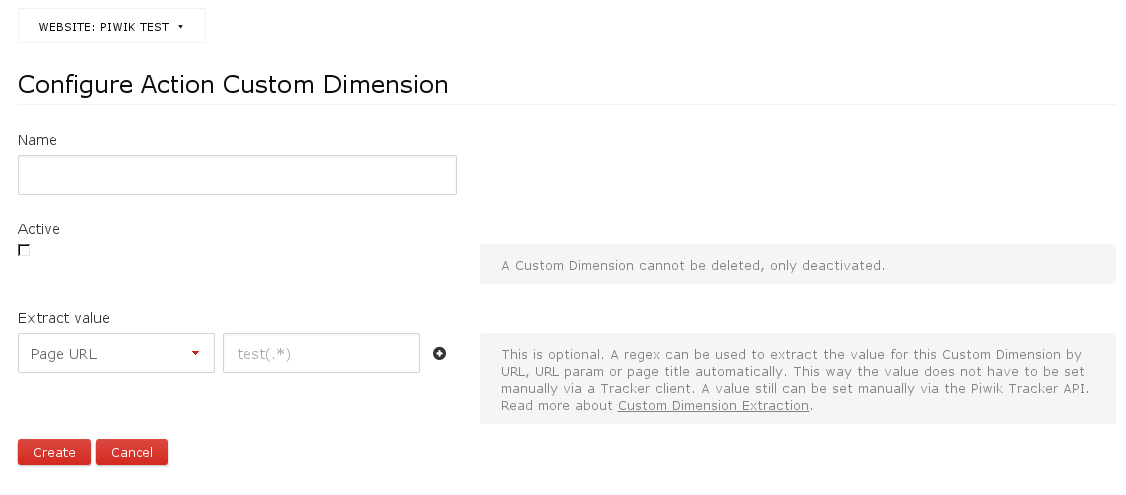 WEBSITE: PIWIK TEST
Configure Action Custom Dimension
Name
Active
A Custom Dimension cannot be deleted, only deactivated.
Extract value
Page URL
test(.*)
This is optional. A regex can be used to extract the value for this Custom Dimension by
URL, URL param or page title automatically. This way the value does not have to be set
manually via a Tracker client. A value still can be set manually via the Piwik Tracker API.
Read more about Custom Dimension Extraction.
Create Cancel